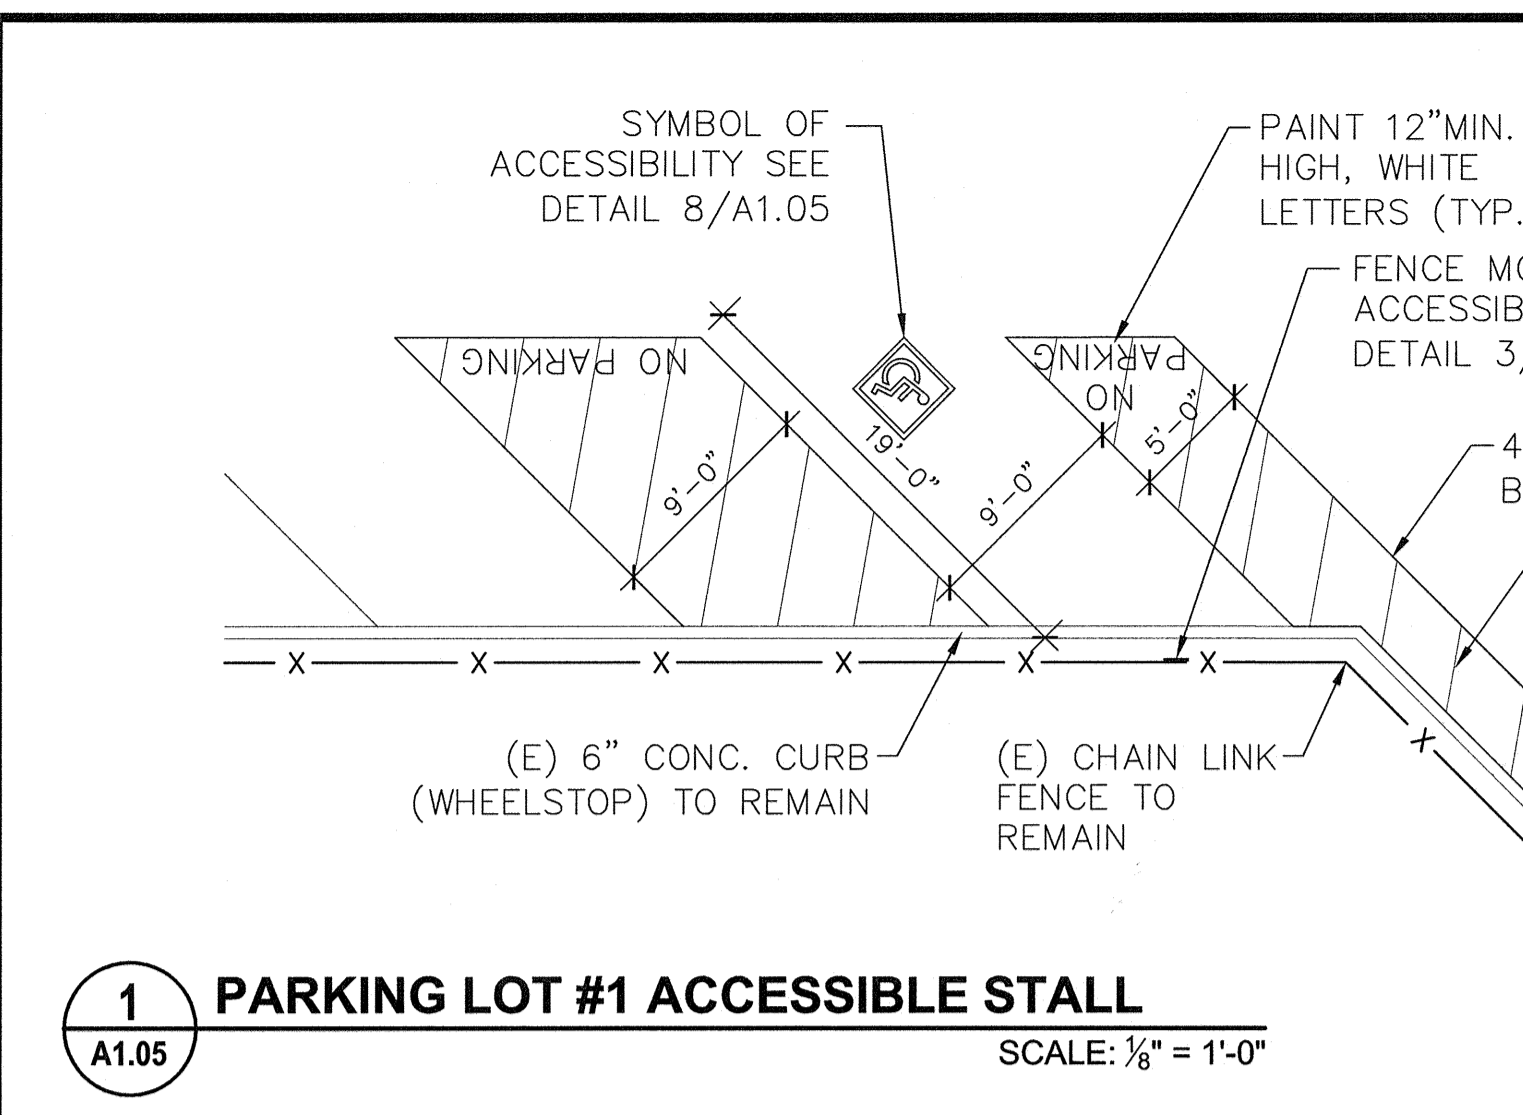 SYMBOL OF
ACCESSIBILITY SEE
DETAIL 8/A1.05
PAINT 12"MIN.
HIGH, WHITE
LETTERS (TYP.
FENCE MO
ACCESSIB
DETAIL 3/
4
B
NO PARKING
NO
PARKING
9'-0"
19'-0"
9'-0"
5'-0"
X X X X X X X
(E) 6" CONC. CURB
(WHEELSTOP) TO REMAIN
(E) CHAIN LINK
FENCE TO
REMAIN
1
A1.05
PARKING LOT #1 ACCESSIBLE STALL
SCALE: 1/8" = 1'-0"